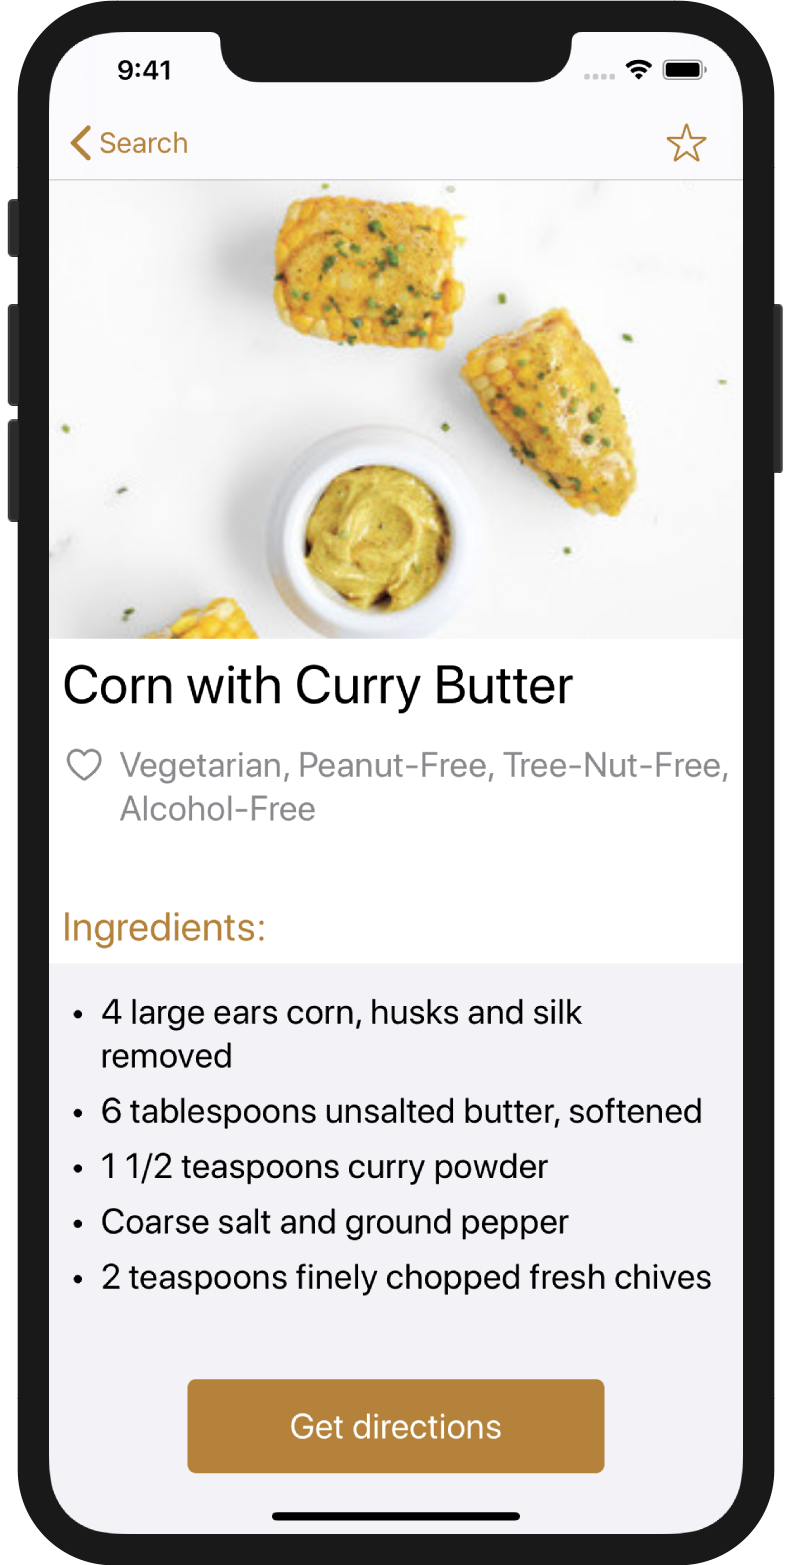 9:41
Search
Corn with Curry Butter
Vegetarian, Peanut-Free, Tree-Nut-Free,
Alcohol-Free
Ingredients:
• 4 large ears corn, husks and silk
removed
• 6 tablespoons unsalted butter, softened
• 1 1/2 teaspoons curry powder
• Coarse salt and ground pepper
• 2 teaspoons finely chopped fresh chives
Get directions